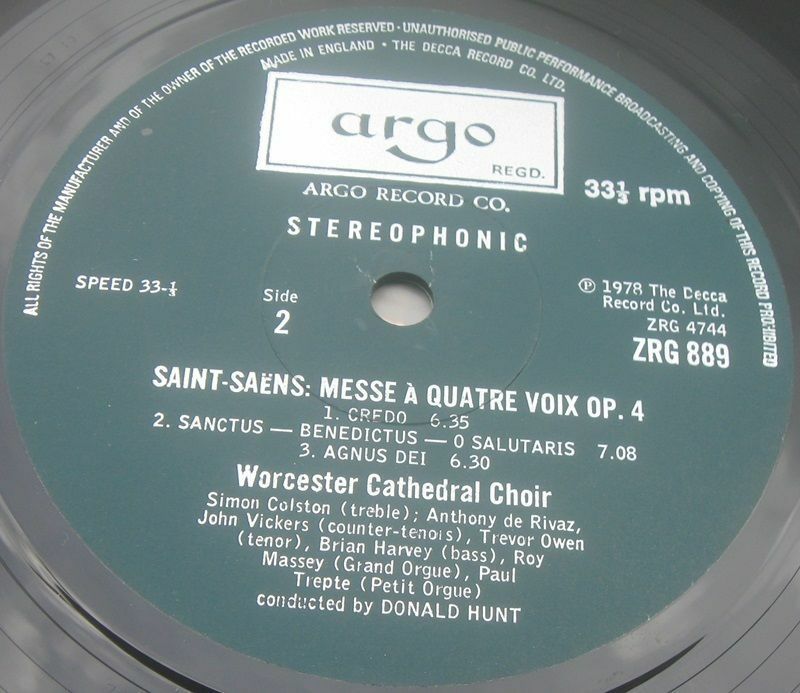 ALL RIGHTS OF THE MANUFACTURER AND OF THE OWNER OF THE RECORDED WORK RESERVED · UNAUTHORISED PUBLIC PERFORMANCE BROADCASTING AND COPYING OF THIS RECORD PROHIBITED
MADE IN ENGLAND · THE DECCA RECORD CO. LTD.
argo
REGD.
ARGO RECORD CO.
33⅓ rpm
STEREOPHONIC
SPEED 33-⅓
Side
2
Ⓟ 1978 The Decca
Record Co. Ltd.
ZRG 4744
ZRG 889
SAINT-SAËNS: MESSE À QUATRE VOIX OP. 4
1. CREDO 6.35
2. SANCTUS — BENEDICTUS — O SALUTARIS 7.08
3. AGNUS DEI 6.30
Worcester Cathedral Choir
Simon Colston (treble); Anthony de Rivaz,
John Vickers (counter-tenors), Trevor Owen
(tenor), Brian Harvey (bass), Roy
Massey (Grand Orgue), Paul
Trepte (Petit Orgue)
conducted by DONALD HUNT